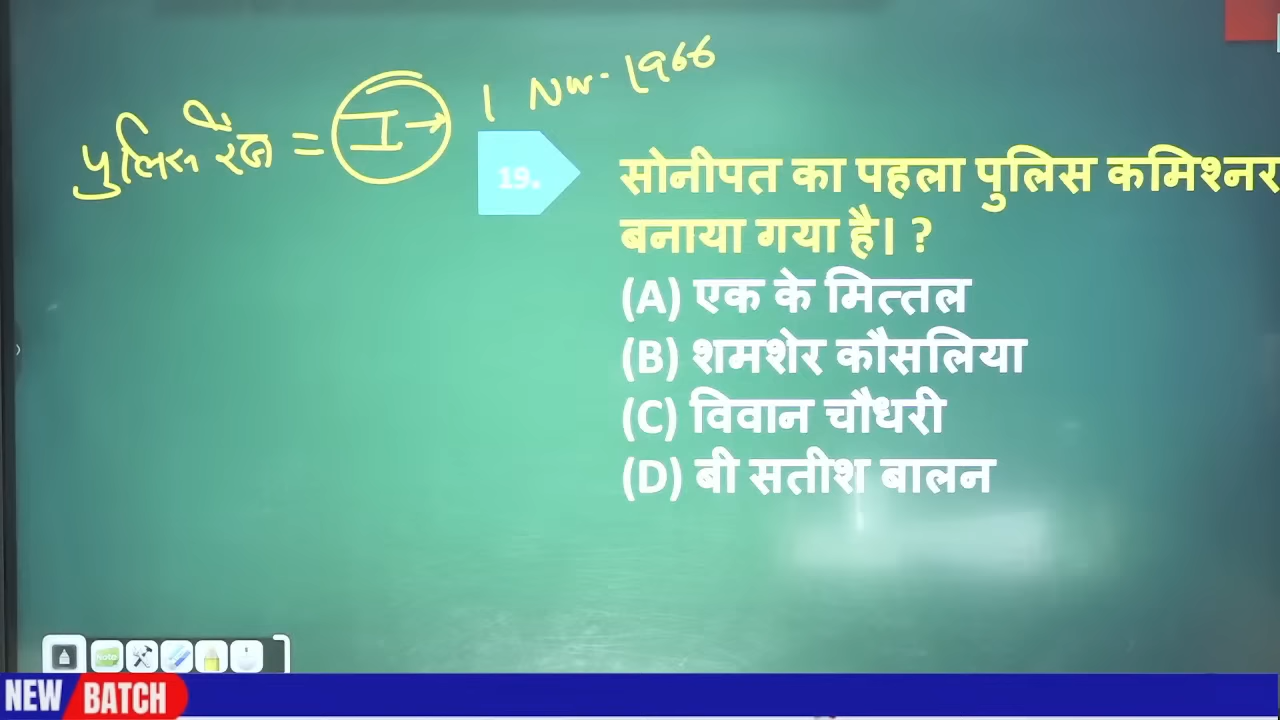 1 Nov-1966
पुलिस रेंज = I →
19.
सोनीपत का पहला पुलिस कमिश्नर
बनाया गया है। ?
(A) एक के मित्तल
(B) शमशेर कौसलिया
(C) विवान चौधरी
(D) बी सतीश बालन
Note
NEW BATCH